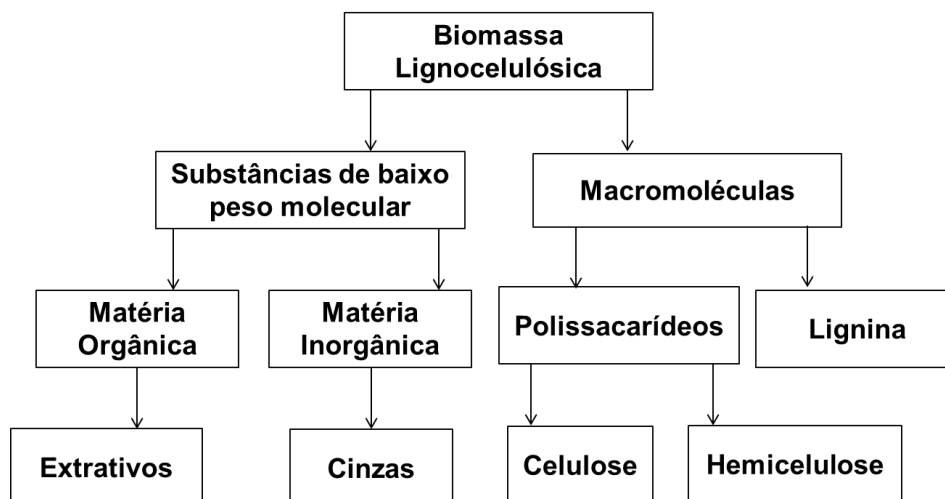 Biomassa
Lignocelulósica
Substâncias de baixo
peso molecular
Macromoléculas
Matéria
Orgânica
Matéria
Inorgânica
Polissacarídeos
Lignina
Extrativos
Cinzas
Celulose
Hemicelulose